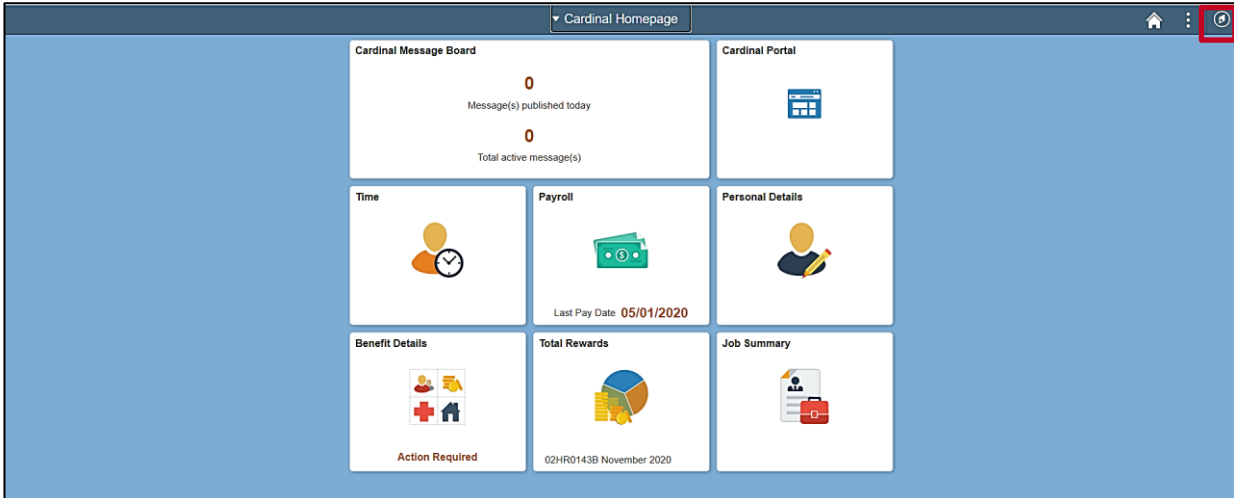 Cardinal Homepage
Cardinal Message Board
0
Message(s) published today
0
Total active message(s)
Cardinal Portal
Time
Payroll
Last Pay Date 05/01/2020
Personal Details
Benefit Details
Action Required
Total Rewards
02HR0143B November 2020
Job Summary